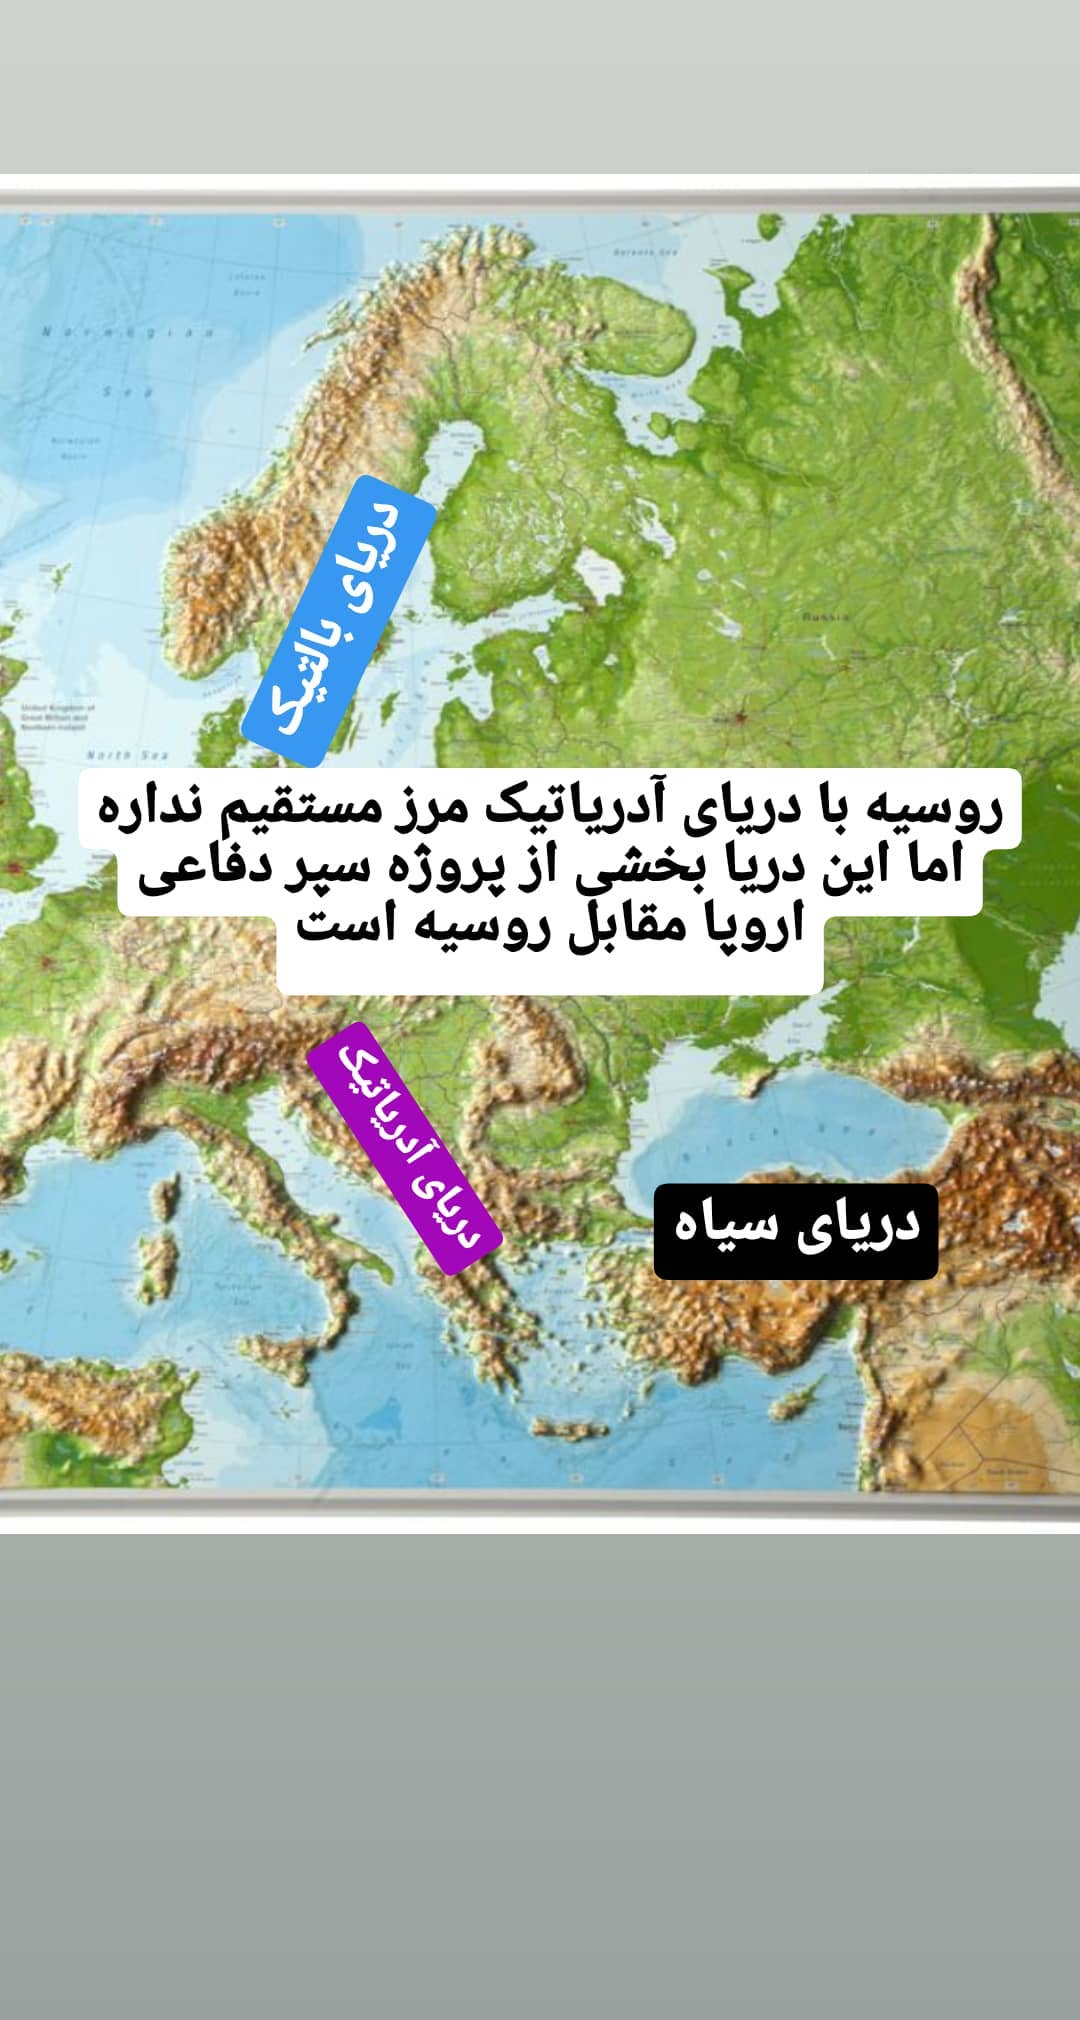 Barents Sea
Norwegian
Sea
دریای بالتیک
Russia
United Kingdom of
Great Britain and
Northern Ireland
North Sea
روسیه با دریای آدریاتیک مرز مستقیم نداره
اما این دریا بخشی از پروژه سپر دفاعی
اروپا مقابل روسیه است
دریای آدریاتیک
دریای سیاه